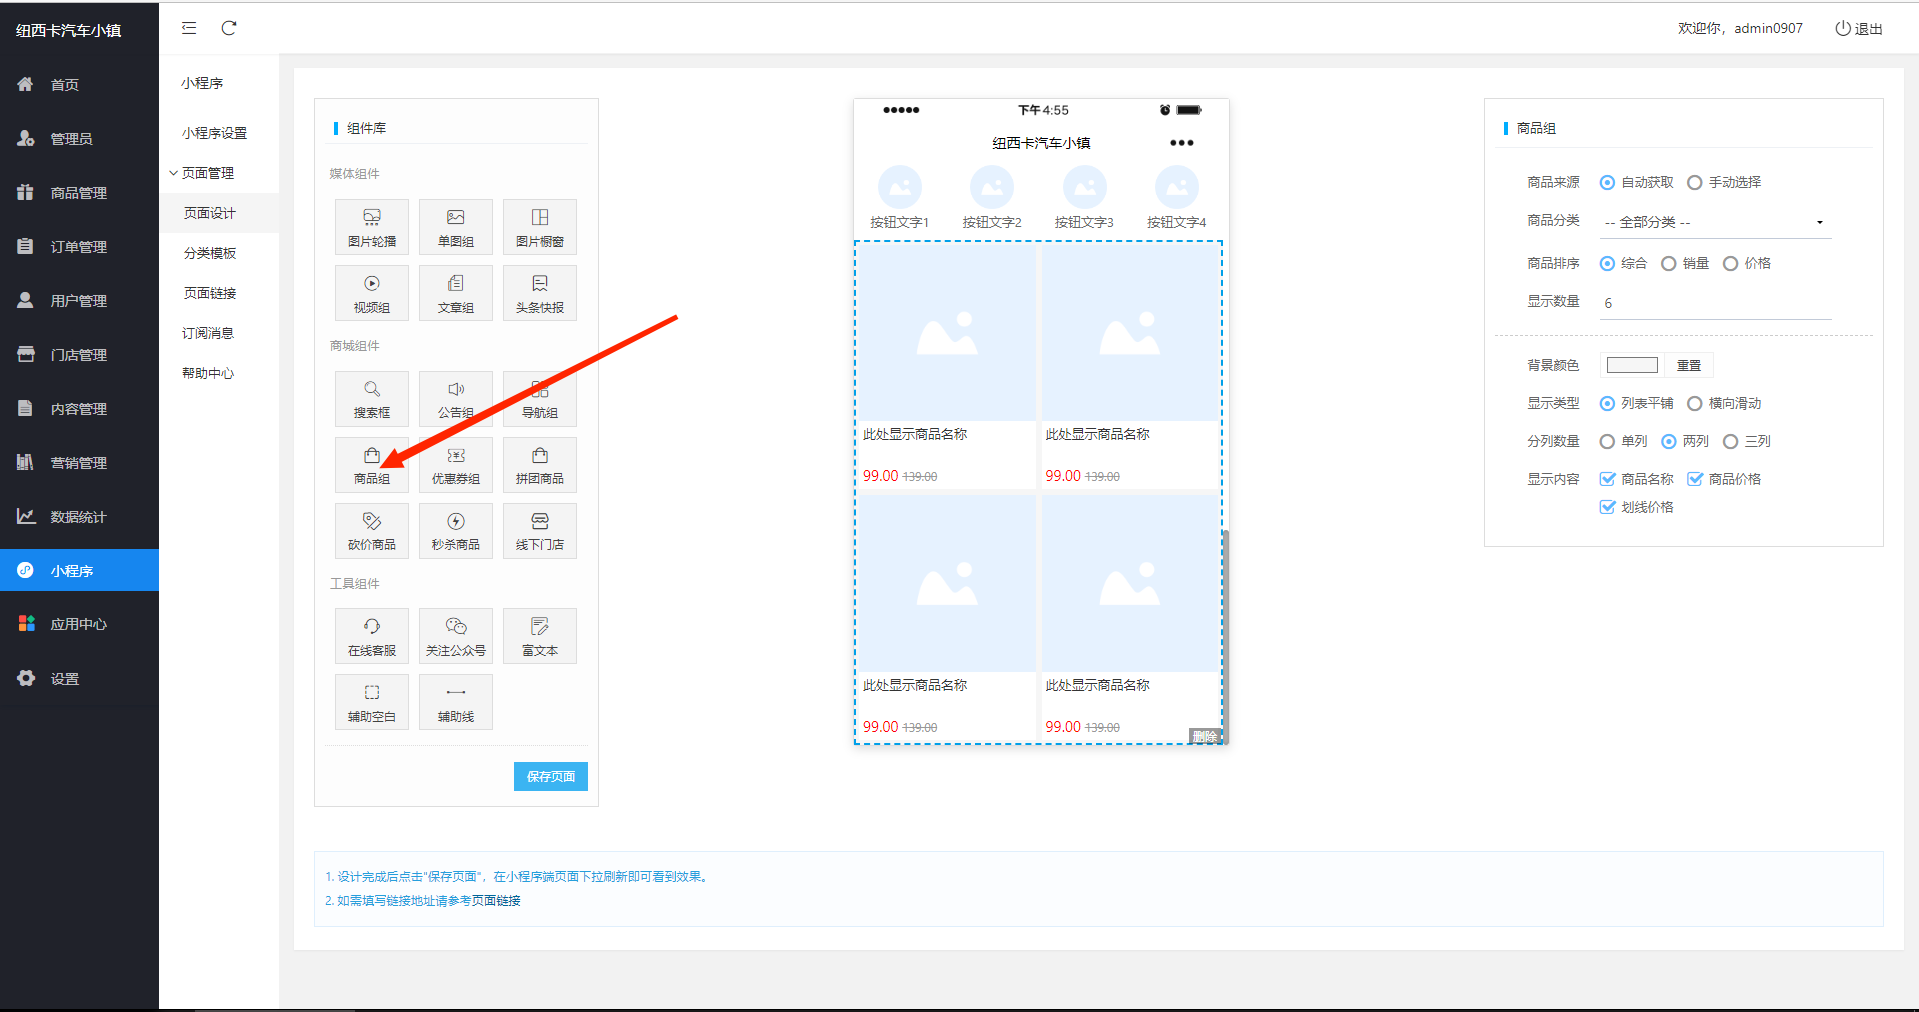 纽西卡汽车小镇
欢迎你，admin0907
退出
首页
管理员
商品管理
订单管理
用户管理
门店管理
内容管理
营销管理
数据统计
小程序
应用中心
设置
小程序
小程序设置
页面管理
页面设计
分类模板
页面链接
订阅消息
帮助中心
组件库
媒体组件
图片轮播 单图组 图片橱窗
视频组 文章组 头条快报
商城组件
搜索框 公告组 导航组
商品组 优惠券组 拼团商品
砍价商品 秒杀商品 线下门店
工具组件
在线客服 关注公众号 富文本
辅助空白 辅助线
保存页面
下午4:55
纽西卡汽车小镇
按钮文字1 按钮文字2 按钮文字3 按钮文字4
此处显示商品名称 此处显示商品名称
99.00 139.00 99.00 139.00
此处显示商品名称 此处显示商品名称
99.00 139.00 99.00 139.00
删除
商品组
商品来源 自动获取 手动选择
商品分类 -- 全部分类 --
商品排序 综合 销量 价格
显示数量 6
背景颜色 重置
显示类型 列表平铺 横向滑动
分列数量 单列 两列 三列
显示内容 商品名称 商品价格
划线价格
1. 设计完成后点击"保存页面"，在小程序端页面下拉刷新即可看到效果。
2. 如需填写链接地址请参考页面链接